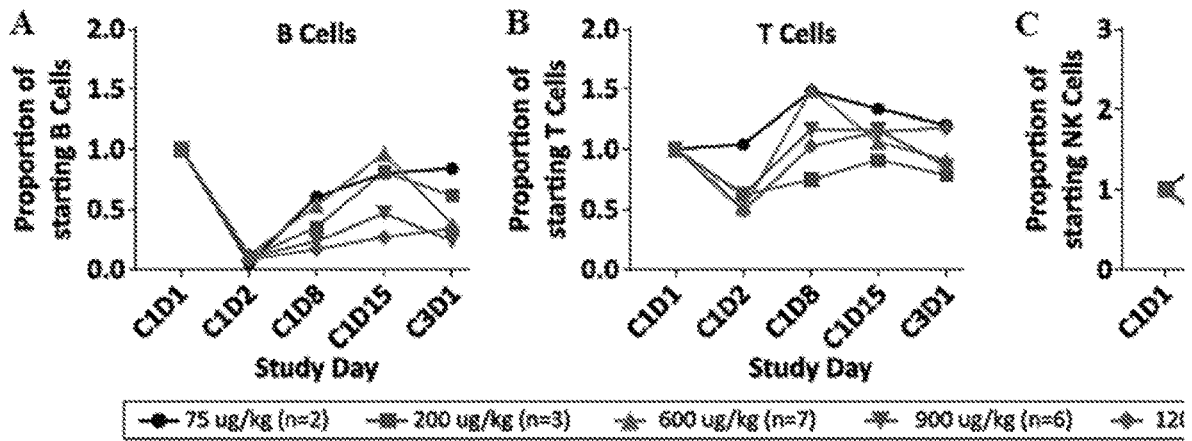 A
B Cells
Proportion of
starting B Cells
2.0
1.5
1.0
0.5
0.0
C1D1
C1D2
C1D8
C1D15
C3D1
Study Day
B
T Cells
Proportion of
starting T Cells
2.0
1.5
1.0
0.5
0.0
C1D1
C1D2
C1D8
C1D15
C3D1
Study Day
C
Proportion of
starting NK Cells
3
2
1
0
C1D1
75 ug/kg (n=2) 200 ug/kg (n=3) 600 ug/kg (n=7) 900 ug/kg (n=6) 120